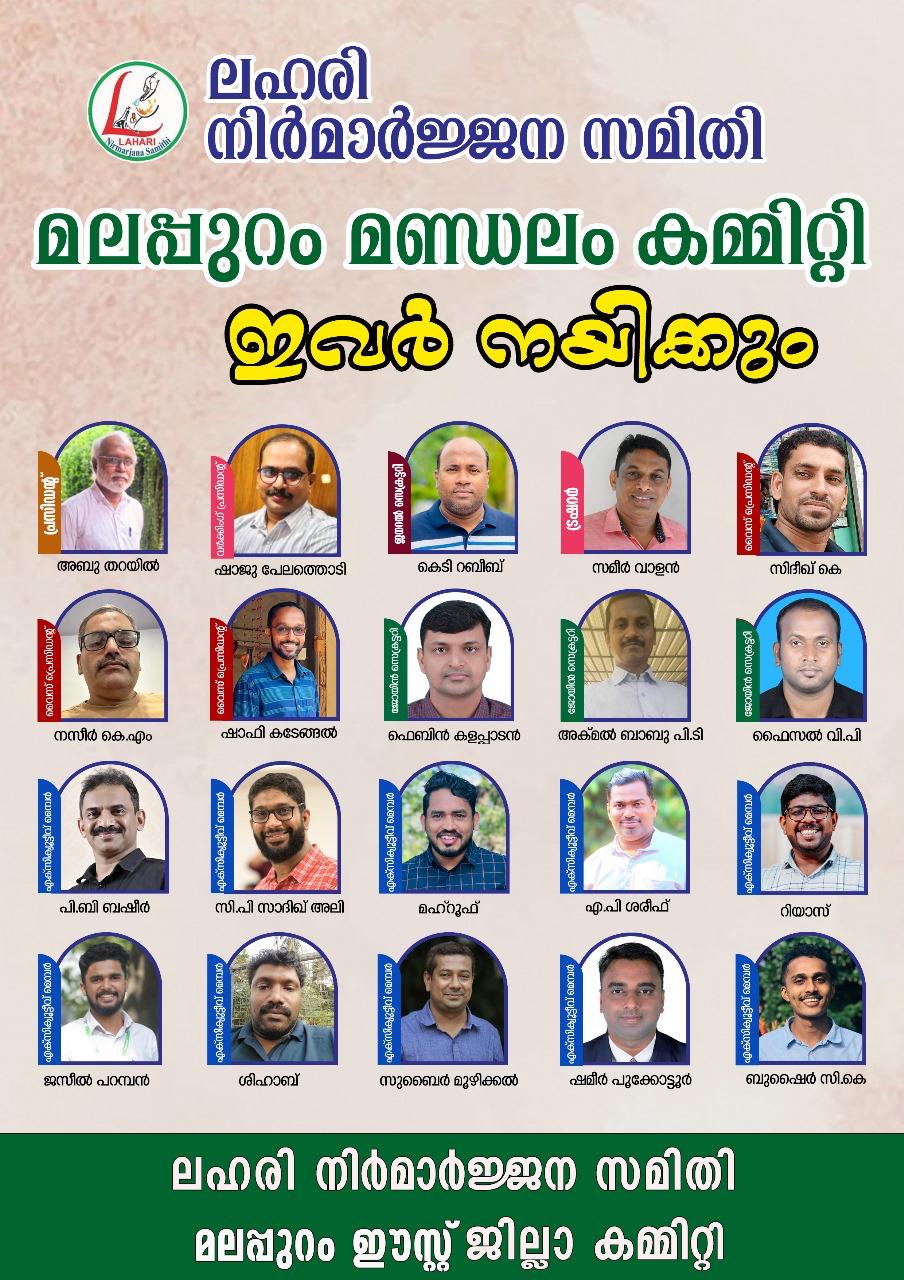 LAHARI
Nirmarjana Samithi
ലഹരി
നിർമാർജ്ജന സമിതി
മലപ്പുറം മണ്ഡലം കമ്മിറ്റി
ഇവർ നയിക്കും
പ്രസിഡന്റ്
അബു തറയിൽ
വർക്കിംഗ് പ്രസിഡന്റ്
ഷാജു പേലത്തൊടി
ജനറൽ സെക്രട്ടറി
കെടി റബീബ്
ട്രഷറർ
സമീർ വാളൻ
വൈസ് പ്രെസിഡന്റ്
സിദീഖ് കെ
വൈസ് പ്രെസിഡന്റ്
നസീർ കെ.എം
വൈസ് പ്രെസിഡന്റ്
ഷാഫി കടേങ്ങൽ
ജോയിൻ സെക്രട്ടറി
ഫെബിൻ കളപ്പാടൻ
ജോയിൻ സെക്രട്ടറി
അക്മൽ ബാബു പി.ടി
ജോയിൻ സെക്രട്ടറി
ഫൈസൽ വി.പി
എക്സിക്യൂട്ടീവ് മെമ്പർ
പി.ബി ബഷീർ
എക്സിക്യൂട്ടീവ് മെമ്പർ
സി.പി സാദിഖ് അലി
എക്സിക്യൂട്ടീവ് മെമ്പർ
മഹ്റൂഫ്
എക്സിക്യൂട്ടീവ് മെമ്പർ
എ.പി ശരീഫ്
എക്സിക്യൂട്ടീവ് മെമ്പർ
റിയാസ്
എക്സിക്യൂട്ടീവ് മെമ്പർ
ജസീൽ പറമ്പൻ
എക്സിക്യൂട്ടീവ് മെമ്പർ
ശിഹാബ്
എക്സിക്യൂട്ടീവ് മെമ്പർ
സുബൈർ മൂഴിക്കൽ
എക്സിക്യൂട്ടീവ് മെമ്പർ
ഷമീർ പൂക്കോട്ടൂർ
എക്സിക്യൂട്ടീവ് മെമ്പർ
ബുഷൈർ സി.കെ
ലഹരി നിർമാർജ്ജന സമിതി
മലപ്പുറം ഈസ്റ്റ് ജില്ലാ കമ്മിറ്റി